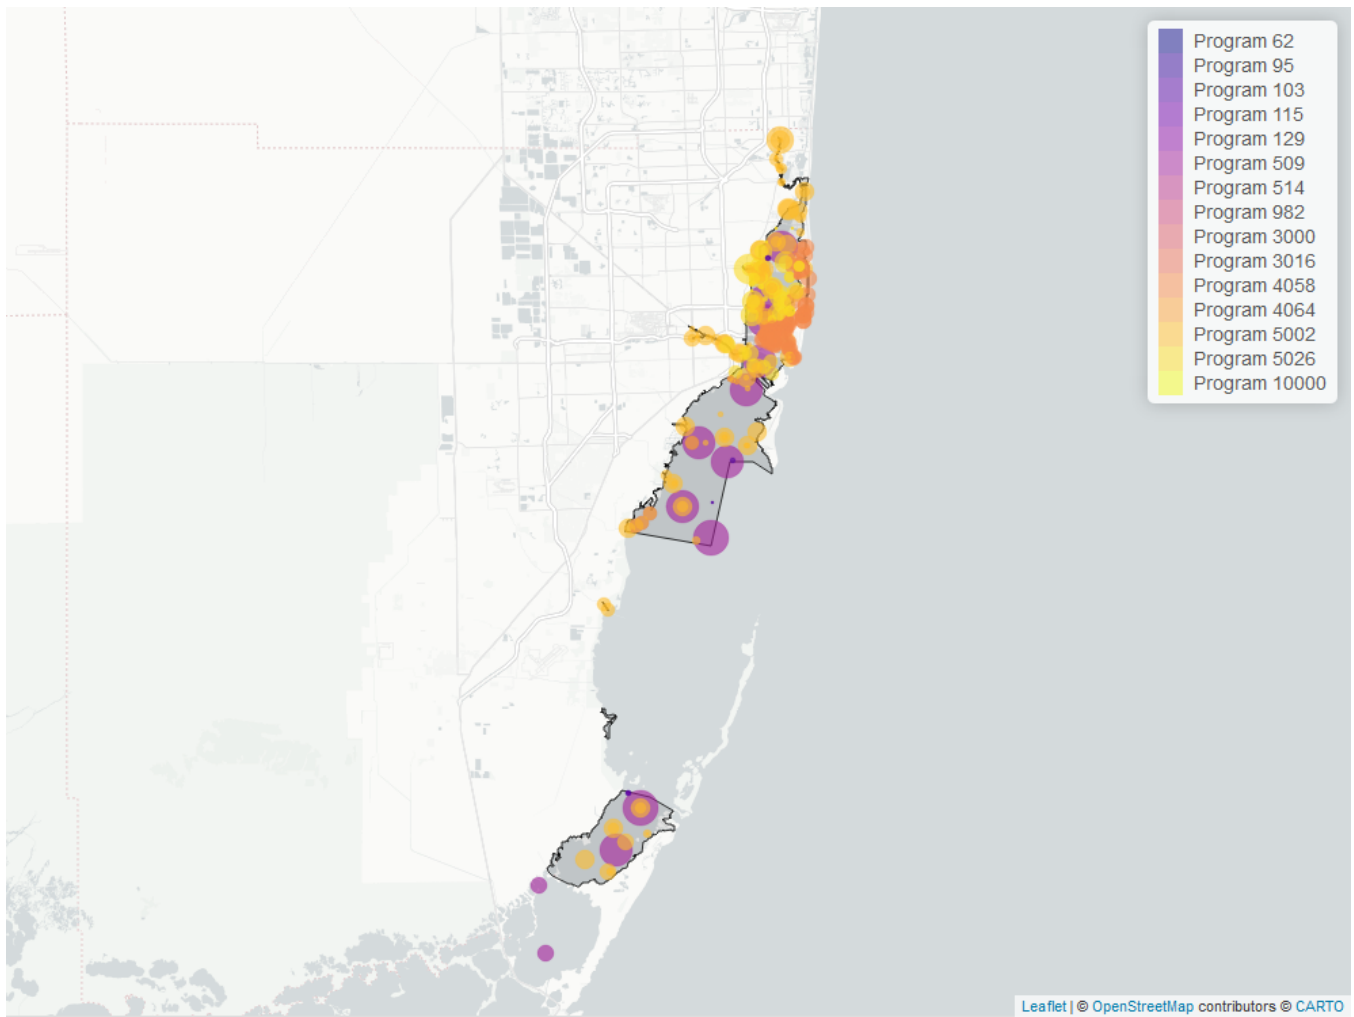 Program 62
Program 95
Program 103
Program 115
Program 129
Program 509
Program 514
Program 982
Program 3000
Program 3016
Program 4058
Program 4064
Program 5002
Program 5026
Program 10000
Leaflet | © OpenStreetMap contributors © CARTO